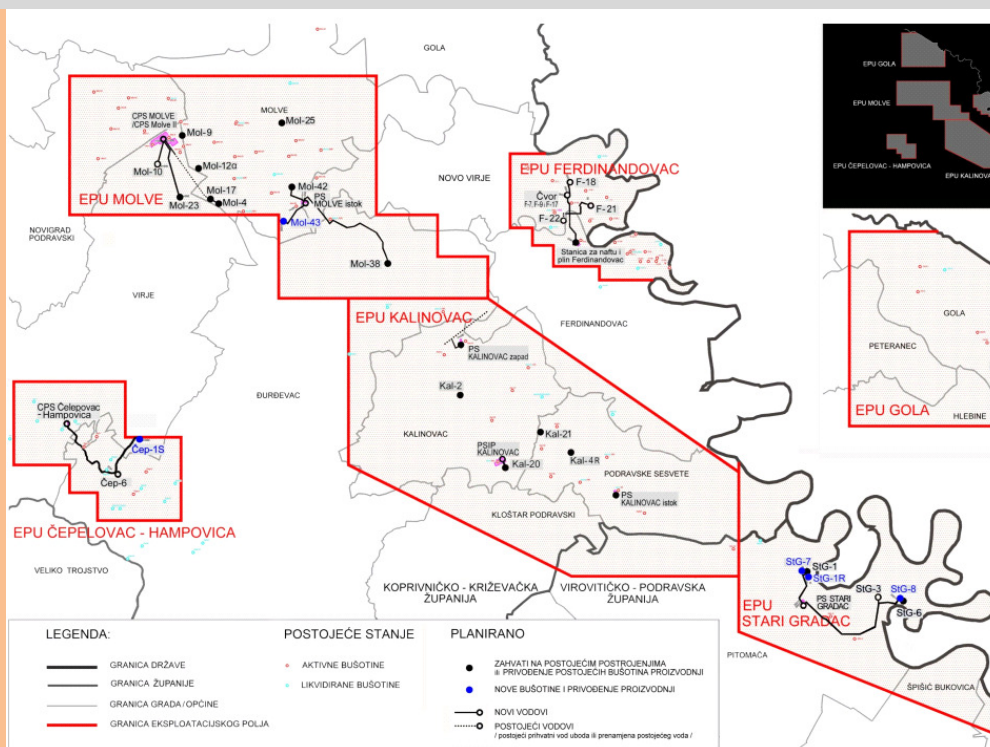 GOLA
EPU GOLA
EPU MOLVE
EPU ČEPELOVAC - HAMPOVICA
EPU KALINOVA
CPS MOLVE
/CPS Molve II
MOLVE
Mol-9
Mol-25
Mol-10
Mol-12α
Mol-17
Mol-42
EPU MOLVE
Mol-23
Mol-4
PS
MOLVE istok
Mol-43
Mol-38
NOVO VIRJE
EPU FERDINANDOVAC
F-18
Čvor
F-7, F-9 i F-17
F-21
F-22
Stanica za naftu i
plin Ferdinandovac
NOVIGRAD
PODRAVSKI
VIRJE
GOLA
PETERANEC
EPU GOLA
HLEBINE
EPU KALINOVAC
FERDINANDOVAC
PS
KALINOVAC zapad
Kal-2
ĐURĐEVAC
CPS Čelepovac
- Hampovica
Čep-1S
Čep-6
EPU ČEPELOVAC - HAMPOVICA
KALINOVAC
Kal-21
PSIP
KALINOVAC
Kal-4R
Kal-20
PODRAVSKE SESVETE
PS
KALINOVAC istok
KLOŠTAR PODRAVSKI
VELIKO TROJSTVO
KOPRIVNIČKO - KRIŽEVAČKA
ŽUPANIJA
VIROVITIČKO - PODRAVSKA
ŽUPANIJA
StG-7
StG-1
StG-1R
StG-3
StG-8
StG-6
PS STARI
GRADAC
EPU
STARI GRADAC
PITOMAČA
ŠPIŠIĆ BUKOVICA
LEGENDA:
GRANICA DRŽAVE
GRANICA ŽUPANIJE
GRANICA GRADA / OPĆINE
GRANICA EKSPLOATACIJSKOG POLJA
POSTOJEĆE STANJE
AKTIVNE BUŠOTINE
LIKVIDIRANE BUŠOTINE
PLANIRANO
ZAHVATI NA POSTOJEĆIM POSTROJENJIMA
PRIVOĐENJE POSTOJEĆIH BUŠOTINA PROIZVODNJI
NOVE BUŠOTINE I PRIVOĐENJE PROIZVODNJI
NOVI VODOVI
POSTOJEĆI VODOVI
/ postojeći prihvatni vod uboda ili prenamjena postojećeg voda /